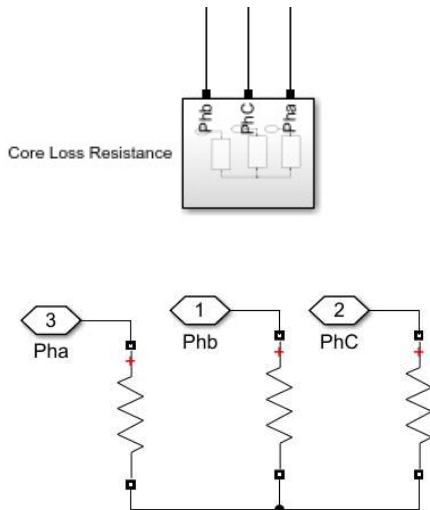 Phb
PhC
Pha
Core Loss Resistance
3
Pha
1
Phb
2
PhC
+
+
+